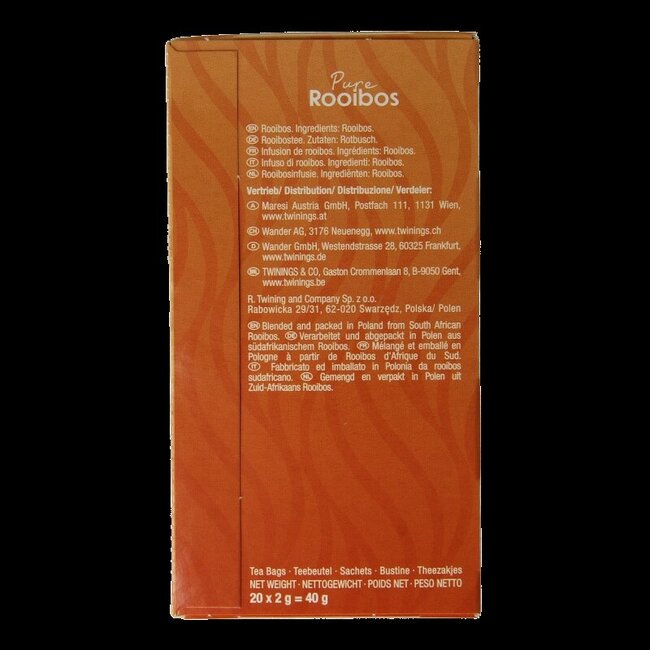 Pure
Rooibos
EN Rooibos. Ingredients: Rooibos.
DE Rooibostee. Zutaten: Rotbusch.
FR Infusion de rooibos. Ingrédients: Rooibos.
IT Infuso di rooibos. Ingredienti: Rooibos.
NL Rooibosinfusie. Ingrediënten: Rooibos.
Vertrieb/ Distribution/ Distribuzione/ Verdeler:
A Maresi Austria GmbH, Postfach 111, 1131 Wien,
www.twinings.at
CH Wander AG, 3176 Neuenegg, www.twinings.ch
D Wander GmbH, Westendstrasse 28, 60325 Frankfurt,
www.twinings.de
TWININGS & CO, Gaston Crommenlaan 8, B-9050 Gent,
www.twinings.be
R. Twining and Company Sp. z o.o.
Rabowicka 29/31, 62-020 Swarzędz, Polska/ Polen
EN Blended and packed in Poland from South African
Rooibos. DE Verarbeitet und abgepackt in Polen aus
südafrikanischem Rooibos. FR Mélangé et emballé en
Pologne à partir de Rooibos d'Afrique du Sud.
IT Fabbricato ed imballato in Polonia da rooibos
sudafricano. NL Gemengd en verpakt in Polen uit
Zuid-Afrikaans Rooibos.
Tea Bags · Teebeutel · Sachets · Bustine · Theezakjes
NET WEIGHT · NETTOGEWICHT · POIDS NET · PESO NETTO
20 x 2 g = 40 g